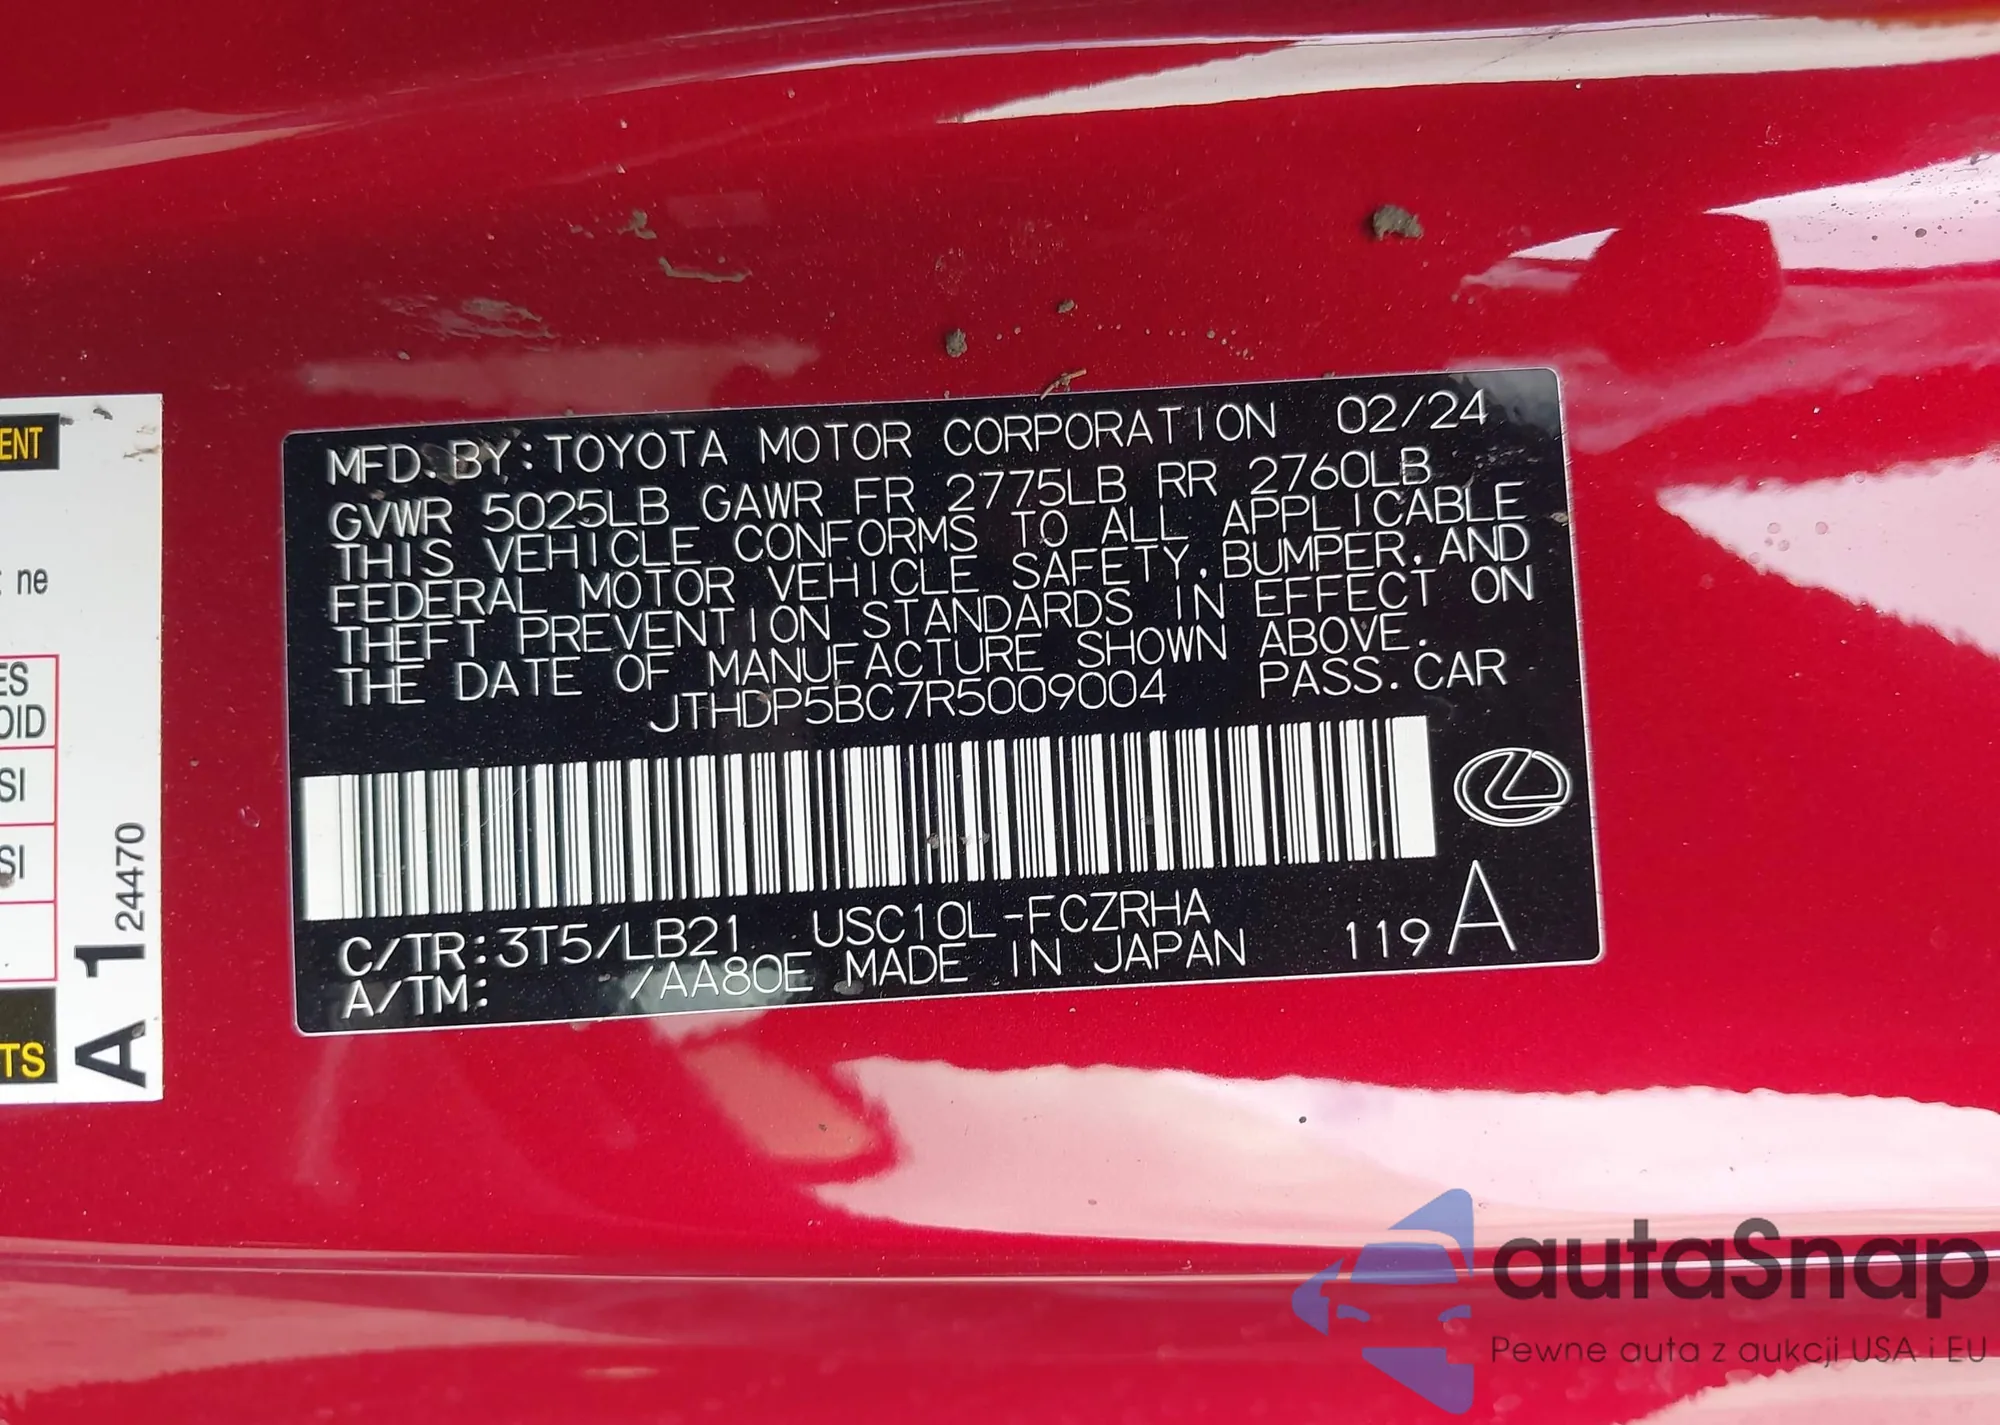 MFD. BY: TOYOTA MOTOR CORPORATION 02/24
GVWR 5025LB GAWR FR 2775LB RR 2760LB
THIS VEHICLE CONFORMS TO ALL APPLICABLE
FEDERAL MOTOR VEHICLE SAFETY, BUMPER, AND
THEFT PREVENTION STANDARDS IN EFFECT ON
THE DATE OF MANUFACTURE SHOWN ABOVE.
JTHDP5BC7R5009004 PASS. CAR
C/TR: 3T5/LB21 USC10L-FCZRHA
A/TM: /AA80E MADE IN JAPAN 119 A
ENT
ne
ES
OID
SI
SI
TS
A 1 24470
autaSnap
Pewne auta z aukcji USA i EU